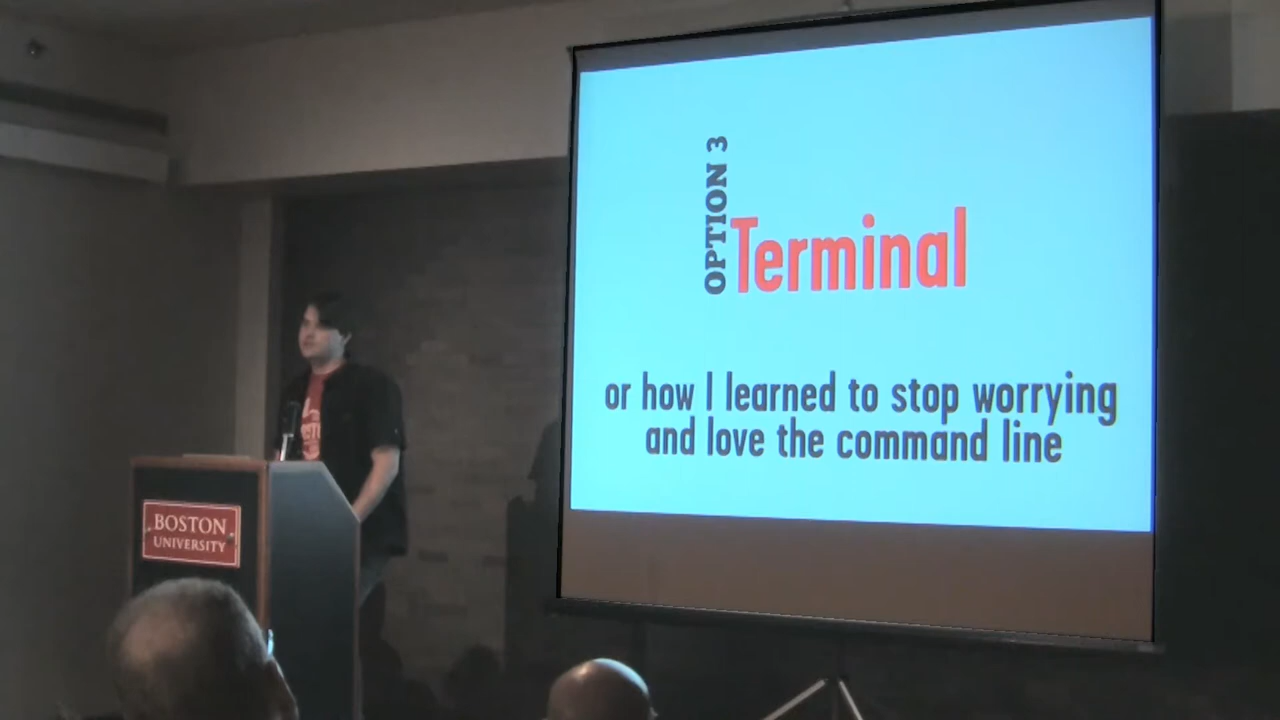 OPTION 3
Terminal
or how I learned to stop worrying
and love the command line
BOSTON
UNIVERSITY